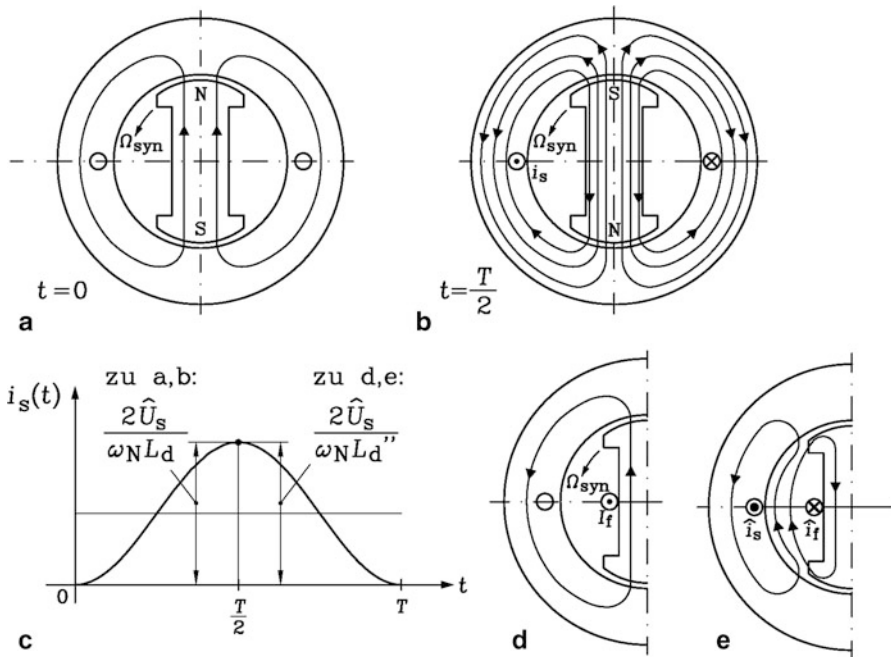 N
Ω_syn
S
t=0
a
S
Ω_syn
i_s
N
t=T/2
b
i_s(t)
zu a,b:
2Û_s/ω_N L_d
zu d,e:
2Û_s/ω_N L_d''
0
T/2
T
t
c
Ω_syn
I_f
d
î_s
î_f
e